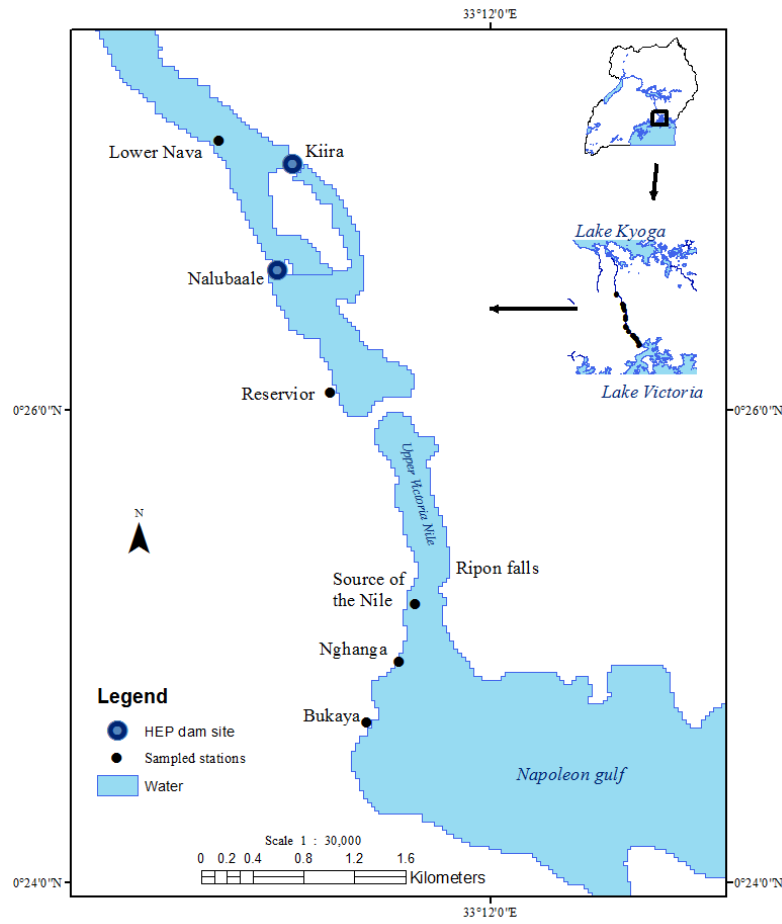 33°12'0"E
Lower Nava
Kiira
Lake Kyoga
Nalubaale
Lake Victoria
Reservior
0°26'0"N
0°26'0"N
Upper Victoria Nile
N
Ripon falls
Source of
the Nile
Nghanga
Legend
Bukaya
HEP dam site
Sampled stations
Napoleon gulf
Water
Scale 1 : 30,000
0 0.2 0.4 0.8 1.2 1.6
Kilometers
0°24'0"N
0°24'0"N
33°12'0"E